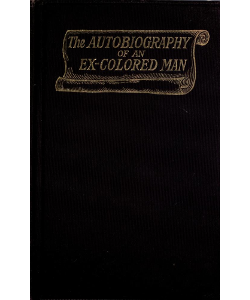 The AUTOBIOGRAPHY
OF AN
EX-COLORED MAN